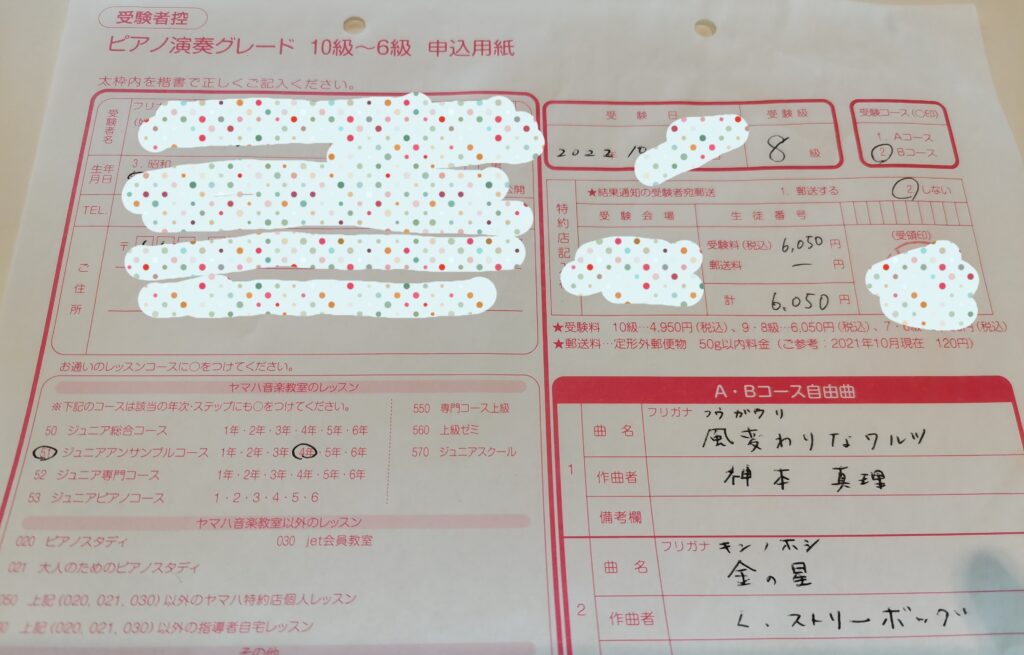 受験者控
ピアノ演奏グレード 10級～6級 申込用紙
太枠内を楷書で正しくご記入ください。
受験者名
フリ
生年月日
3. 昭和
公開
TEL.
〒
ご住所
受験日
受験級
2022 年 10
8 級
受験コース(○印)
1. Aコース
2. Bコース
特約店記
★結果通知の受験者宛郵送 1. 郵送する 2. しない
受験会場
生徒番号
受験料(税込) 6,050 円
郵送料 ー 円
計 6,050 円
(受領印)
★受験料 10級…4,950円(税込)、9・8級…6,050円(税込)、7・
税込)
★郵送料…定形外郵便物 50g以内料金(ご参考：2021年10月現在 120円)
お通いのレッスンコースに○をつけてください。
ヤマハ音楽教室のレッスン
※下記のコースは該当の年次・ステップにも○をつけてください。
50 ジュニア総合コース 1年・2年・3年・4年・5年・6年
51 ジュニアアンサンブルコース 1年・2年・3年・4年・5年・6年
52 ジュニア専門コース 1年・2年・3年・4年・5年・6年
53 ジュニアピアノコース 1・2・3・4・5・6
550 専門コース上級
560 上級ゼミ
570 ジュニアスクール
ヤマハ音楽教室以外のレッスン
020 ピアノスタディ 030 jet会員教室
021 大人のためのピアノスタディ
050 上記(020, 021, 030)以外のヤマハ特約店個人レッスン
0 上記(020, 021, 030)以外の指導者自宅レッスン
その他
A・Bコース自由曲
1
フリガナ フウガワリ
曲名 風変わりなワルツ
作曲者 神本 真理
備考欄
2
フリガナ キンノホシ
曲名 金の星
作曲者 L. ストリーボッグ